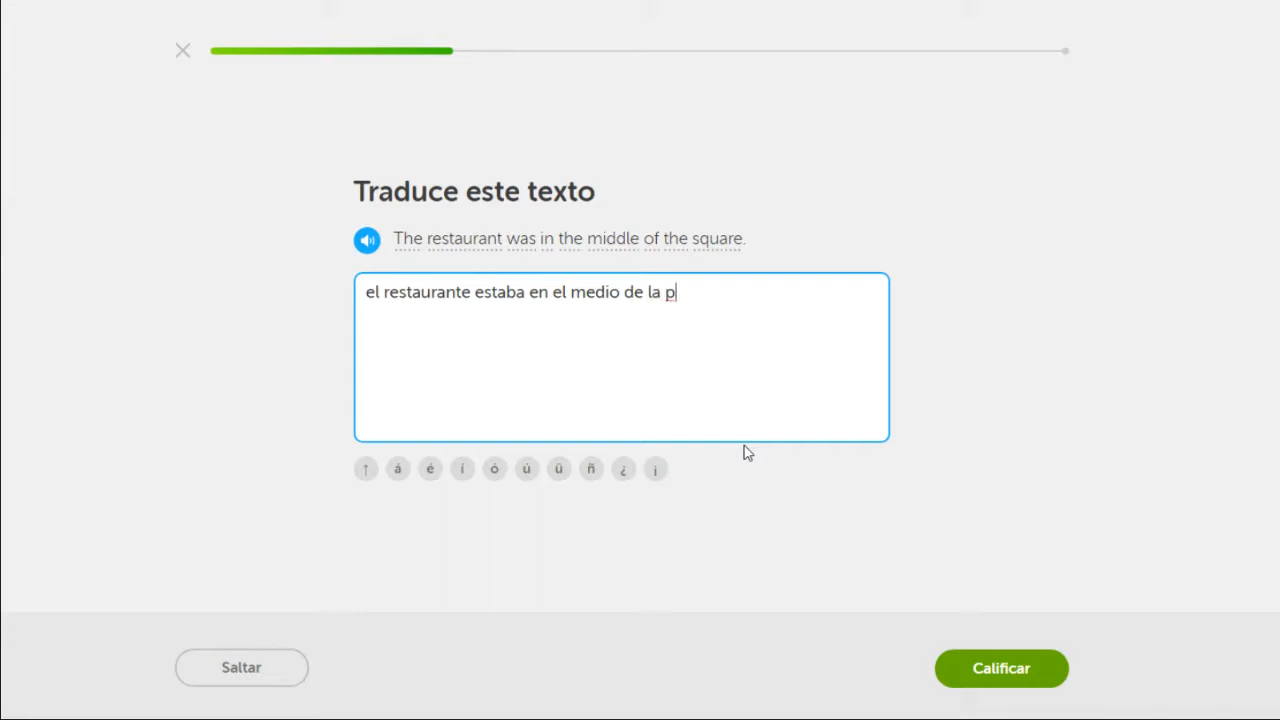 Traduce este texto
The restaurant was in the middle of the square.
el restaurante estaba en el medio de la p
↑ á é í ó ú ü ñ ¿ ¡
Saltar
Calificar